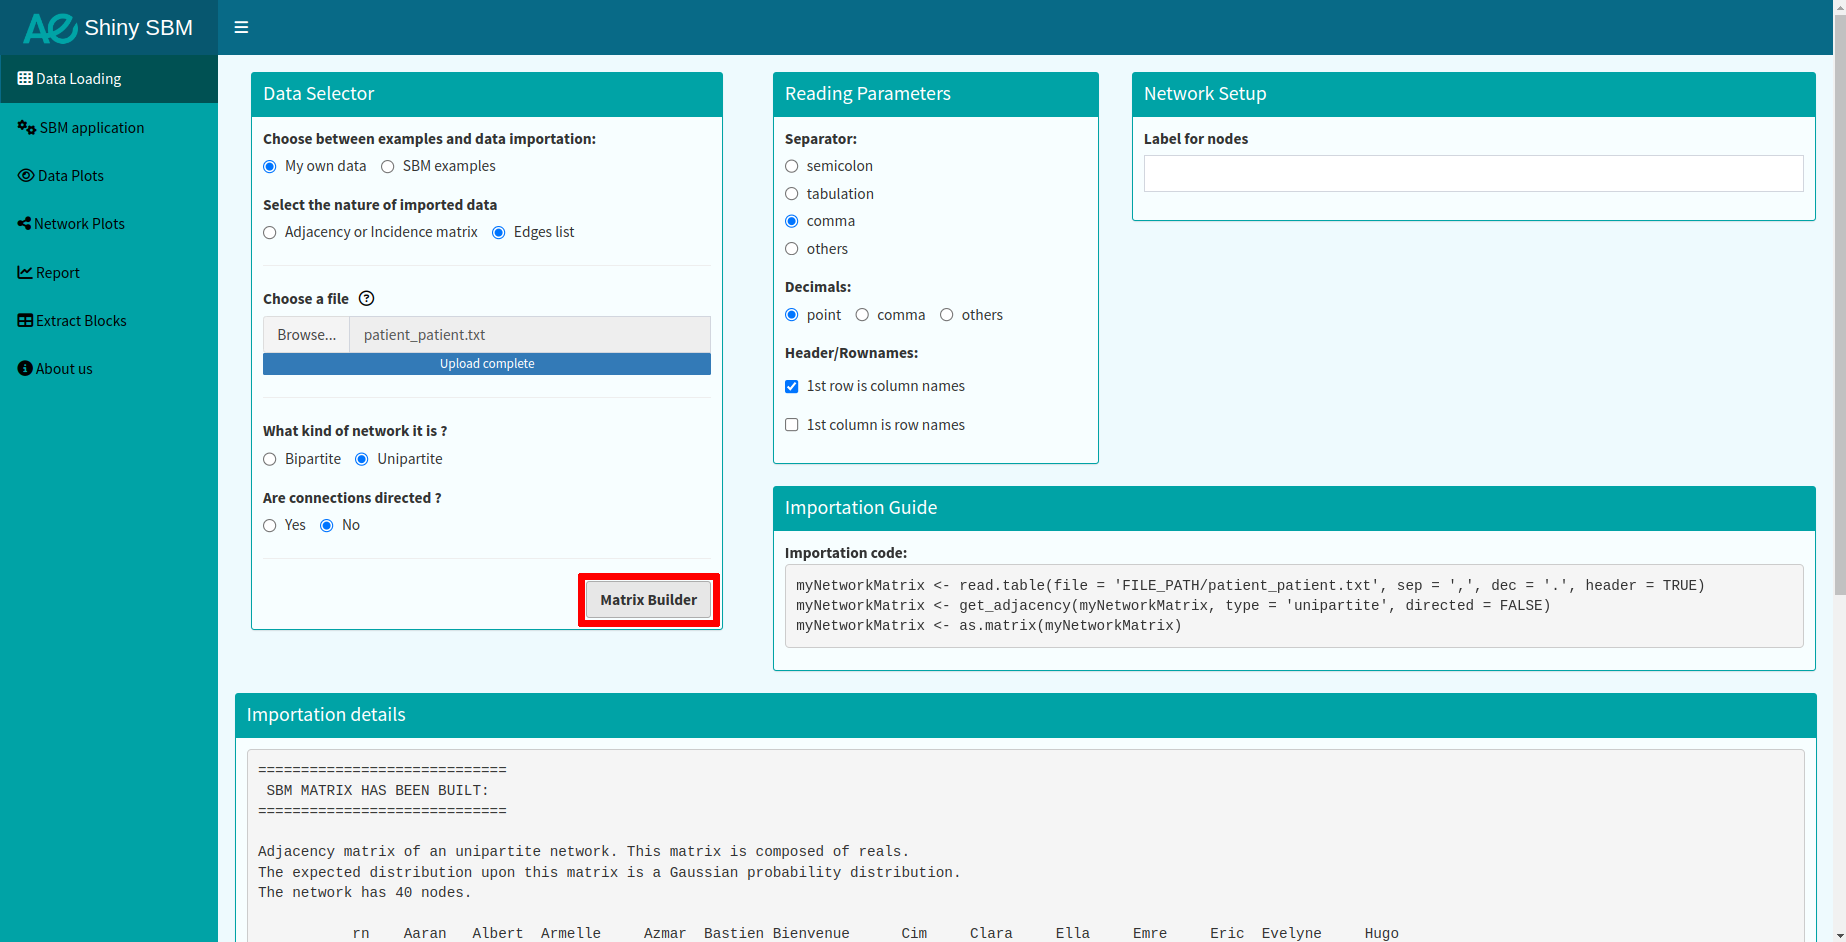 Shiny SBM
Data Loading
SBM application
Data Plots
Network Plots
Report
Extract Blocks
About us
Data Selector
Choose between examples and data importation:
My own data SBM examples
Select the nature of imported data
Adjacency or Incidence matrix Edges list
Choose a file ?
Browse... patient_patient.txt
Upload complete
What kind of network it is ?
Bipartite Unipartite
Are connections directed ?
Yes No
Matrix Builder
Reading Parameters
Separator:
semicolon
tabulation
comma
others
Decimals:
point comma others
Header/Rownames:
1st row is column names
1st column is row names
Network Setup
Label for nodes
Importation Guide
Importation code:
myNetworkMatrix <- read.table(file = 'FILE_PATH/patient_patient.txt', sep = ',', dec = '.', header = TRUE)
myNetworkMatrix <- get_adjacency(myNetworkMatrix, type = 'unipartite', directed = FALSE)
myNetworkMatrix <- as.matrix(myNetworkMatrix)
Importation details
=============================
SBM MATRIX HAS BEEN BUILT:
=============================
Adjacency matrix of an unipartite network. This matrix is composed of reals.
The expected distribution upon this matrix is a Gaussian probability distribution.
The network has 40 nodes.
rn Aaran Albert Armelle Azmar Bastien Bienvenue Cim Clara Ella Emre Eric Evelyne Hugo